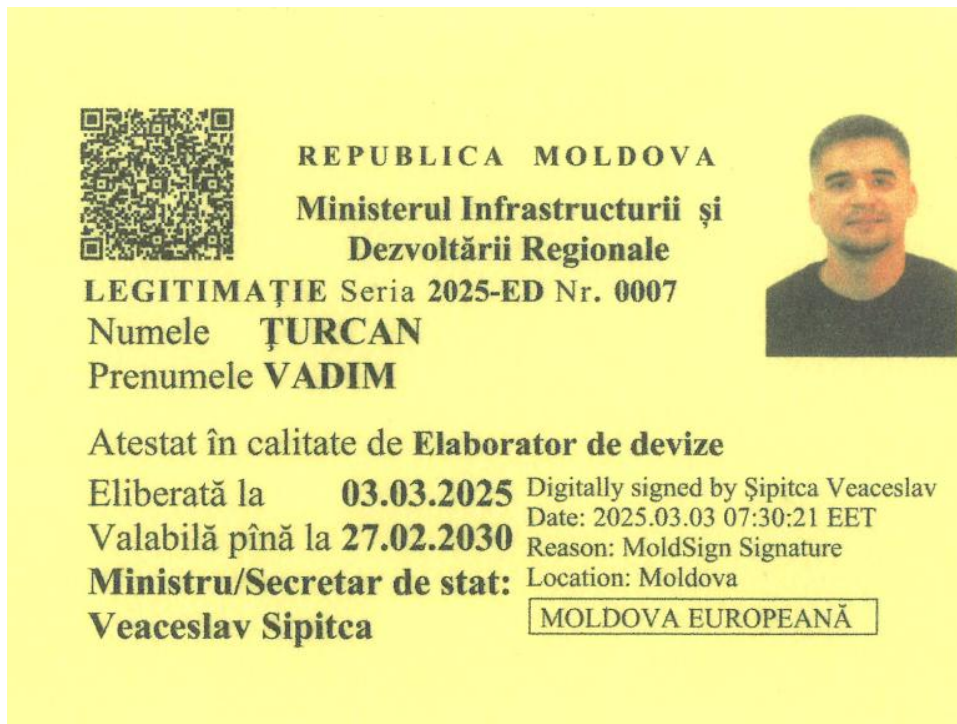 REPUBLICA MOLDOVA
Ministerul Infrastructurii și
Dezvoltării Regionale
LEGITIMAȚIE Seria 2025-ED Nr. 0007
Numele ȚURCAN
Prenumele VADIM
Atestat în calitate de Elaborator de devize
Eliberată la 03.03.2025
Valabilă pînă la 27.02.2030
Ministru/Secretar de stat:
Veaceslav Sipitca
Digitally signed by Șipitca Veaceslav
Date: 2025.03.03 07:30:21 EET
Reason: MoldSign Signature
Location: Moldova
MOLDOVA EUROPEANĂ